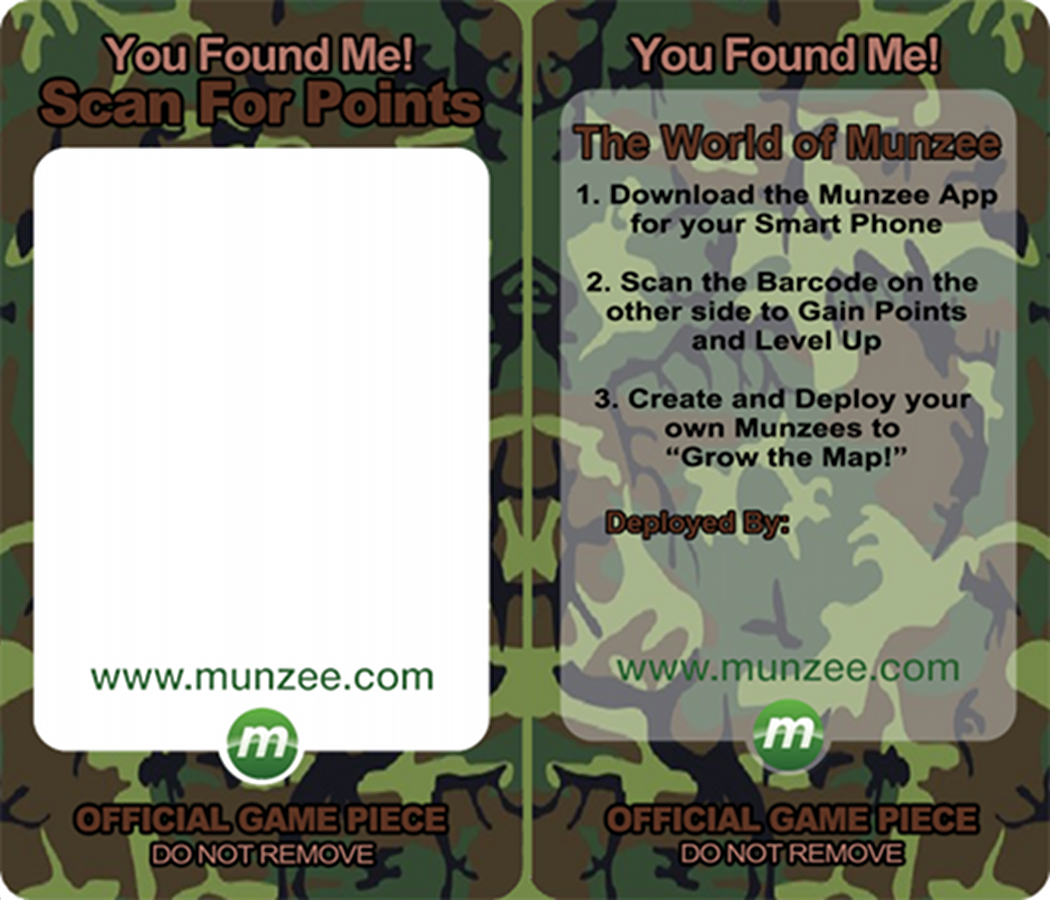 You Found Me!
Scan For Points
www.munzee.com
m
OFFICIAL GAME PIECE
DO NOT REMOVE
You Found Me!
The World of Munzee
1. Download the Munzee App
for your Smart Phone
2. Scan the Barcode on the
other side to Gain Points
and Level Up
3. Create and Deploy your
own Munzees to
“Grow the Map!”
Deployed By:
www.munzee.com
m
OFFICIAL GAME PIECE
DO NOT REMOVE